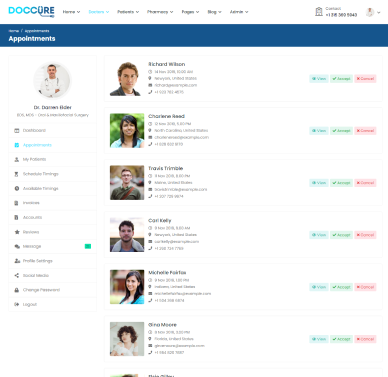 DOCCURE
Home
Doctors
Patients
Pharmacy
Pages
Blog
Admin
Contact
+1 315 369 5943
Home / Appointments
Appointments
Dr. Darren Elder
BDS, MDS - Oral & Maxillofacial Surgery
Dashboard
Appointments
My Patients
Schedule Timings
Available Timings
Invoices
Accounts
Reviews
Message
Profile Settings
Social Media
Change Password
Logout
Richard Wilson
14 Nov 2019, 10.00 AM
Newyork, United States
richard@example.com
+1 923 782 4575
View Accept Cancel
Charlene Reed
12 Nov 2019, 5.00 PM
North Carolina, United States
charlenereed@example.com
+1 828 632 9170
View Accept Cancel
Travis Trimble
11 Nov 2019, 8.00 PM
Maine, United States
travistrimble@example.com
+1 207 729 9974
View Accept Cancel
Carl Kelly
9 Nov 2019, 9.00 AM
Newyork, United States
carlkelly@example.com
+1 260 724 7769
View Accept Cancel
Michelle Fairfax
9 Nov 2019, 1.00 PM
Indiana, United States
michellefairfax@example.com
+1 504 368 6874
View Accept Cancel
Gina Moore
8 Nov 2019, 3.00 PM
Florida, United States
ginamoore@example.com
+1 954 820 7887
View Accept Cancel